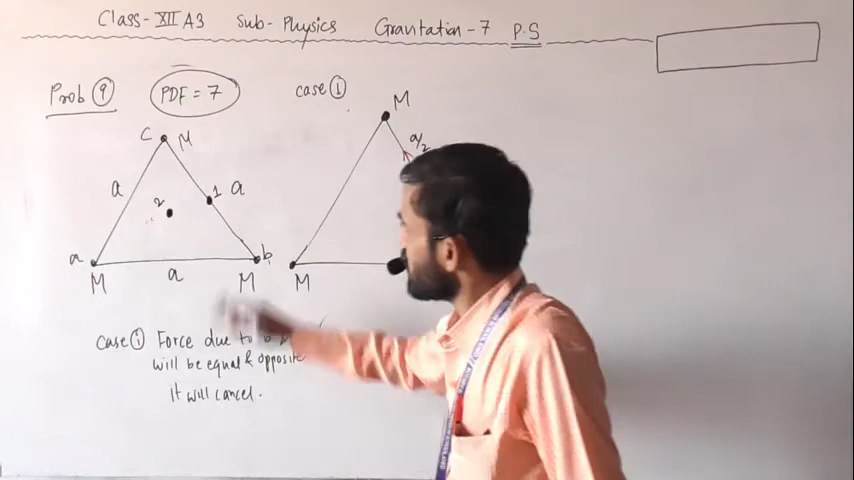 Class-XII A3 Sub-Physics Gravtation-7 P.S
Prob 9
PDF = 7
case 1
C M
M
a/2
a
1 a
2
a
M
a
M
b
M
case 1 Force due to b
will be equal & opposite
it will cancel.